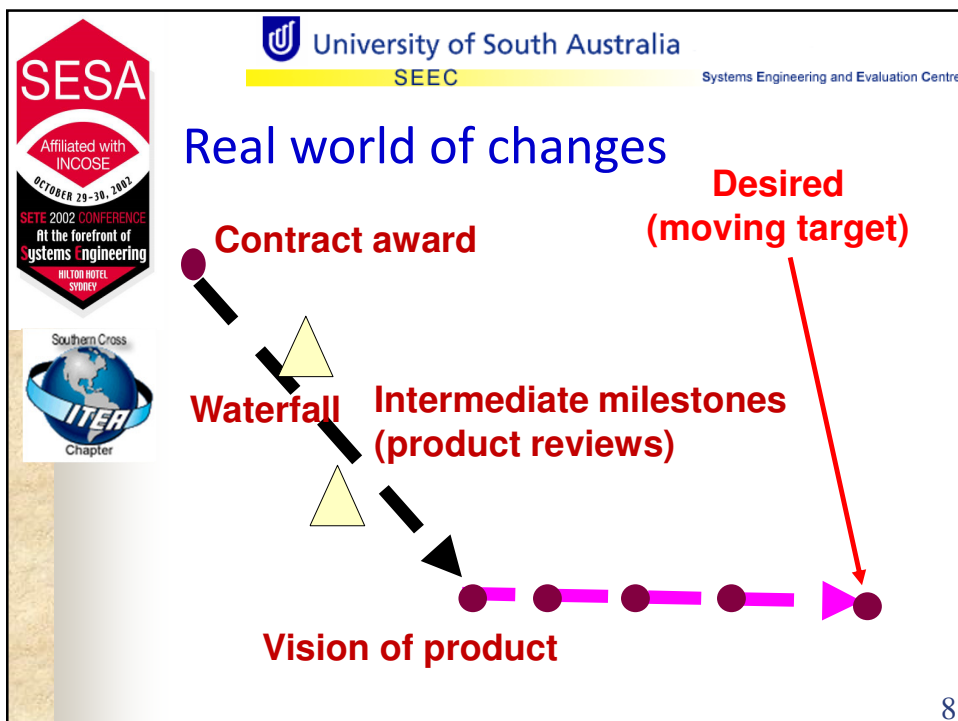 SESA
Affiliated with
INCOSE
OCTOBER 29-30, 2002
SETE 2002 CONFERENCE
At the forefront of
Systems Engineering
HILTON HOTEL
SYDNEY
University of South Australia
SEEC
Systems Engineering and Evaluation Centre
Real world of changes
Desired
(moving target)
Contract award
Southern Cross
ITEA
Chapter
Waterfall
Intermediate milestones
(product reviews)
Vision of product
8